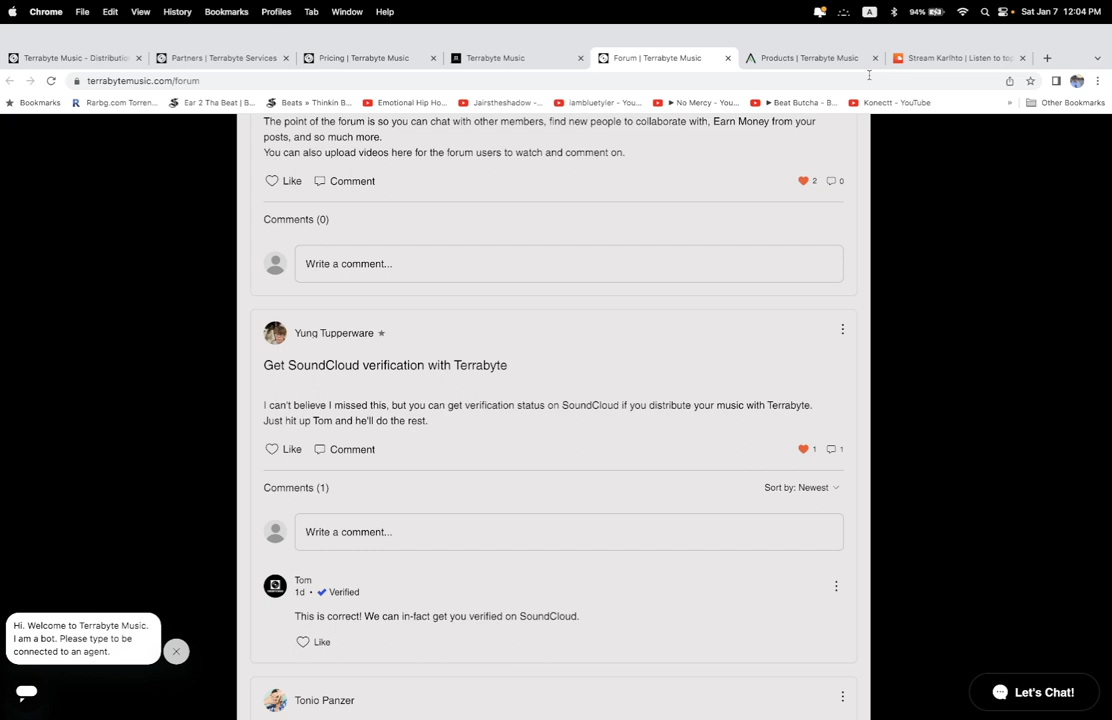 Chrome File Edit View History Bookmarks Profiles Tab Window Help A 94% Sat Jan 7 12:04 PM
Terrabyte Music - Distributio Partners | Terrabyte Services Pricing | Terrabyte Music Terrabyte Music Forum | Terrabyte Music Products | Terrabyte Music Stream Karlhto | Listen to top
terrabytemusic.com/forum
Bookmarks Rarbg.com Torren... Ear 2 Tha Beat | B... Beats » Thinkin B... Emotional Hip Ho... Jairstheshadow -... iambluetyler - You... ▶ No Mercy - You... ▶ Beat Butcha - B... Konectt - YouTube » Other Bookmarks
The point of the forum is so you can chat with other members, find new people to collaborate with, Earn Money from your
posts, and so much more.
You can also upload videos here for the forum users to watch and comment on.
Like Comment 2 0
Comments (0)
Write a comment...
Yung Tupperware ★
Get SoundCloud verification with Terrabyte
I can't believe I missed this, but you can get verification status on SoundCloud if you distribute your music with Terrabyte.
Just hit up Tom and he'll do the rest.
Like Comment 1 1
Comments (1) Sort by: Newest
Write a comment...
Tom
1d • Verified
This is correct! We can in-fact get you verified on SoundCloud.
Like
Tonio Panzer
Hi. Welcome to Terrabyte Music.
I am a bot. Please type to be
connected to an agent.
Let's Chat!